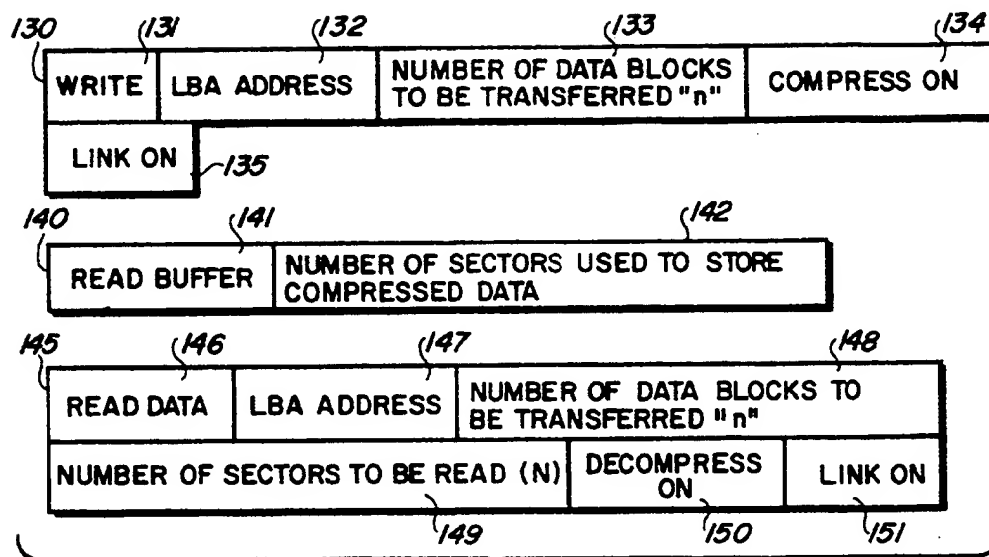 130 131 132 133 134
WRITE LBA ADDRESS NUMBER OF DATA BLOCKS TO BE TRANSFERRED "n" COMPRESS ON
LINK ON 135
140 141 142
READ BUFFER NUMBER OF SECTORS USED TO STORE COMPRESSED DATA
145 146 147 148
READ DATA LBA ADDRESS NUMBER OF DATA BLOCKS TO BE TRANSFERRED "n"
NUMBER OF SECTORS TO BE READ (N) DECOMPRESS ON LINK ON
149 150 151